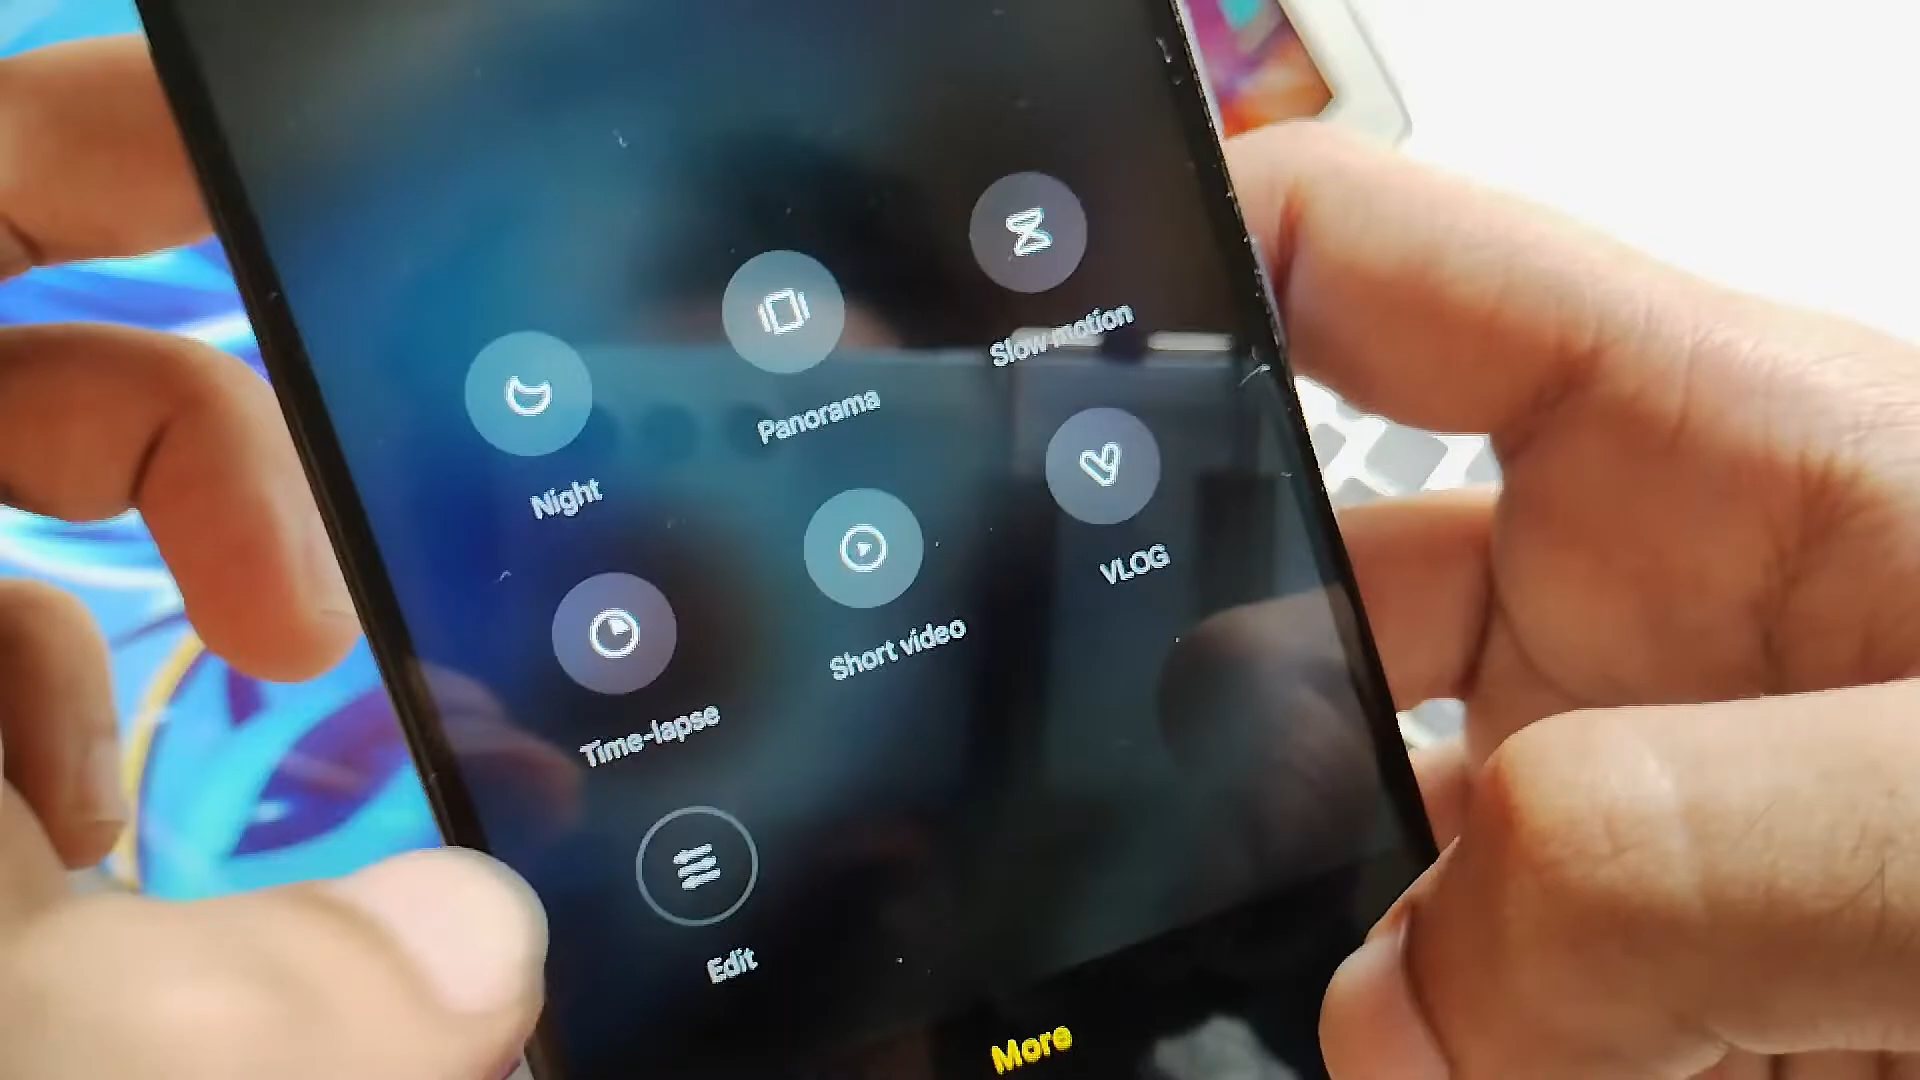 Night
Panorama
Slow motion
Time-lapse
Short video
VLOG
Edit
More